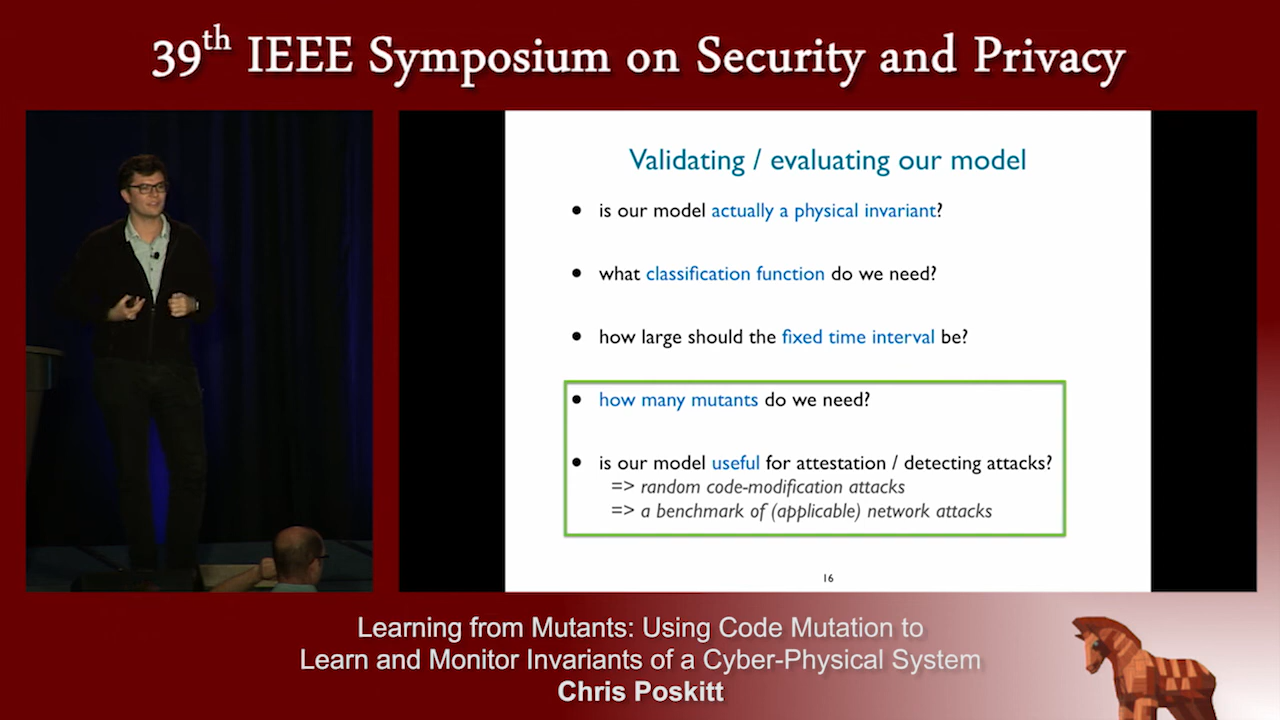 39th IEEE Symposium on Security and Privacy
Validating / evaluating our model
• is our model actually a physical invariant?
• what classification function do we need?
• how large should the fixed time interval be?
• how many mutants do we need?
• is our model useful for attestation / detecting attacks?
=> random code-modification attacks
=> a benchmark of (applicable) network attacks
16
Learning from Mutants: Using Code Mutation to
Learn and Monitor Invariants of a Cyber-Physical System
Chris Poskitt